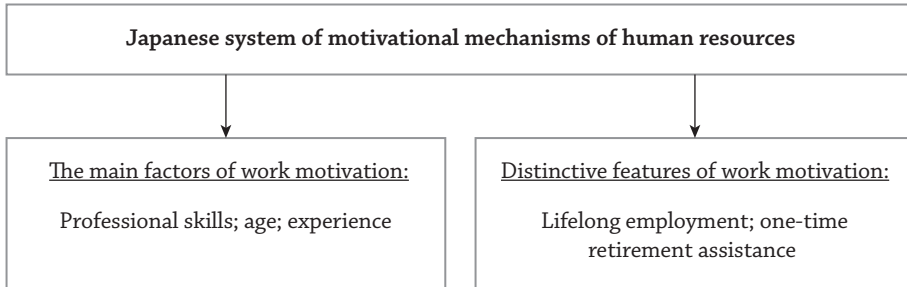 Japanese system of motivational mechanisms of human resources
The main factors of work motivation:
Professional skills; age; experience
Distinctive features of work motivation:
Lifelong employment; one-time
retirement assistance